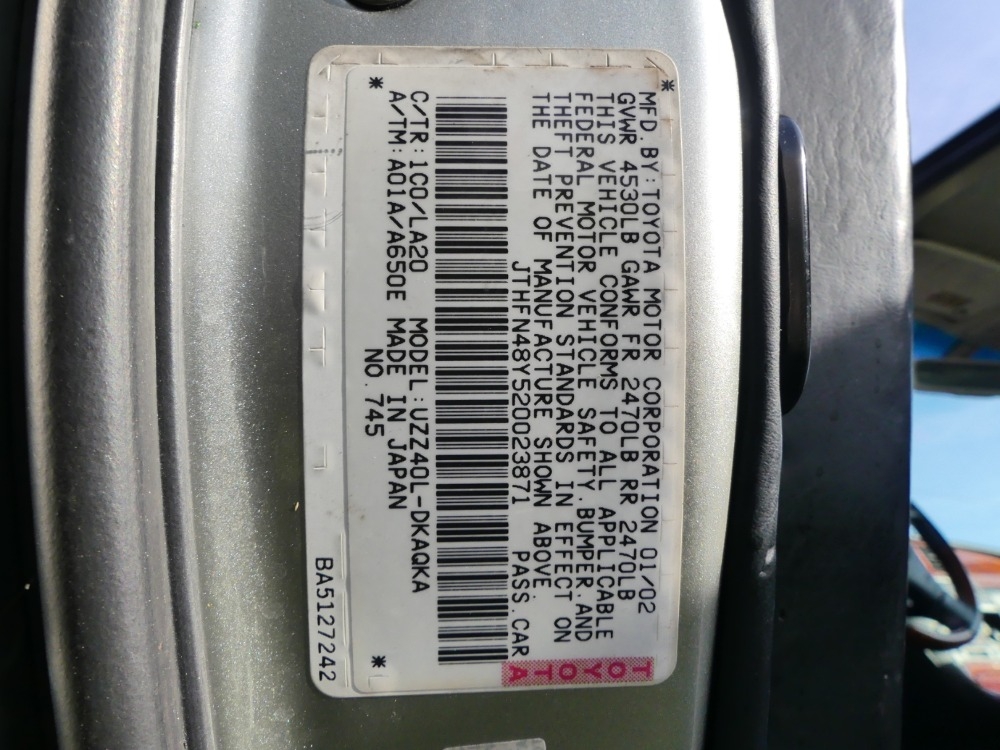 MFD.BY:TOYOTA MOTOR CORPORATION 01/02
GVWR 4530LB GAWR FR 2470LB RR 2470LB
THIS VEHICLE CONFORMS TO ALL APPLICABLE
FEDERAL MOTOR VEHICLE SAFETY.BUMPER.AND
THEFT PREVENTION STANDARDS IN EFFECT ON
THE DATE OF MANUFACTURE SHOWN ABOVE.
JTHFN48Y520023871 PASS.CAR
TOYOTA
C/TR:1C0/LA20 MODEL:UZZ40L-DKAQKA
A/TM:A01A/A650E MADE IN JAPAN
NO.745
BA5127242